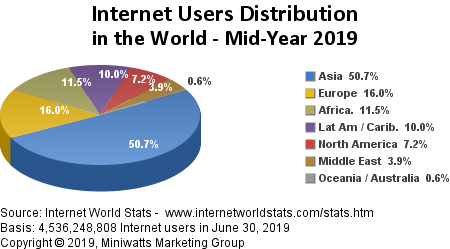 Internet Users Distribution
in the World - Mid-Year 2019
50.7%
16.0%
11.5%
10.0%
7.2%
3.9%
0.6%
Asia 50.7%
Europe 16.0%
Africa. 11.5%
Lat Am / Carib. 10.0%
North America 7.2%
Middle East 3.9%
Oceania / Australia 0.6%
Source: Internet World Stats - www.internetworldstats.com/stats.htm
Basis: 4,536,248,808 Internet users in June 30, 2019
Copyright © 2019, Miniwatts Marketing Group